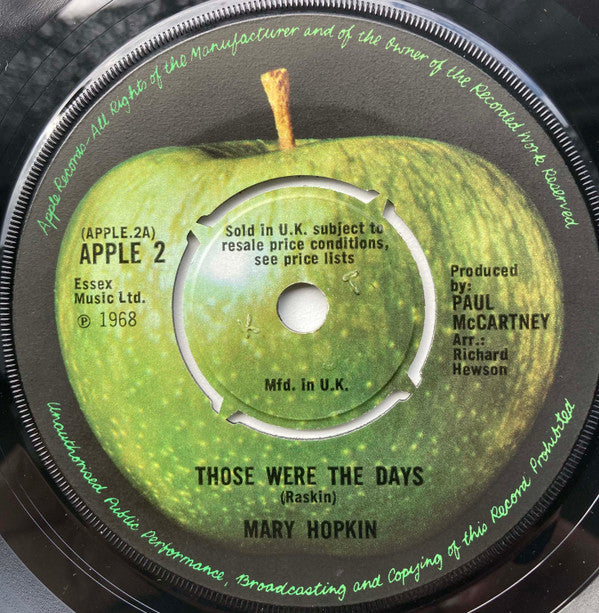 Apple Records-All Rights of the Manufacturer and of the Owner of the Recorded Work Reserved
(APPLE.2A)
APPLE 2
Essex
Music Ltd.
℗ 1968
Sold in U.K. subject to
resale price conditions,
see price lists
Mfd. in U.K.
Produced
by:
PAUL
McCARTNEY
Arr.:
Richard
Hewson
THOSE WERE THE DAYS
(Raskin)
MARY HOPKIN
Unauthorised Public Performance, Broadcasting and Copying of this Record Prohibited